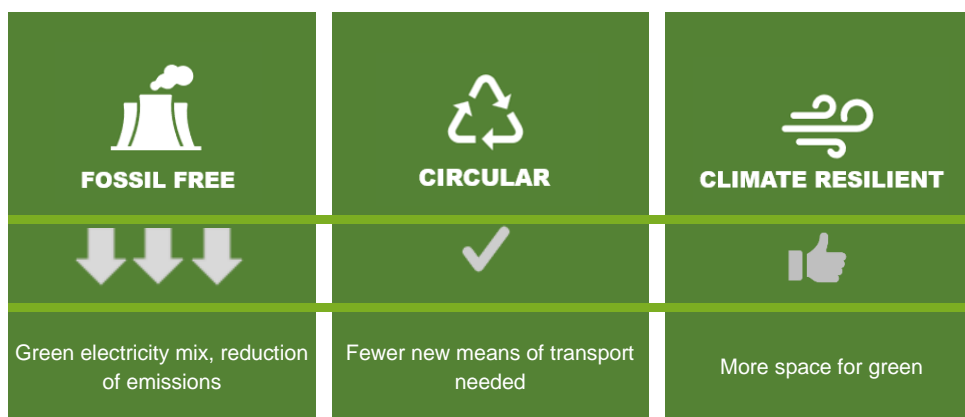 FOSSIL FREE
CIRCULAR
CLIMATE RESILIENT
Green electricity mix, reduction
of emissions
Fewer new means of transport
needed
More space for green